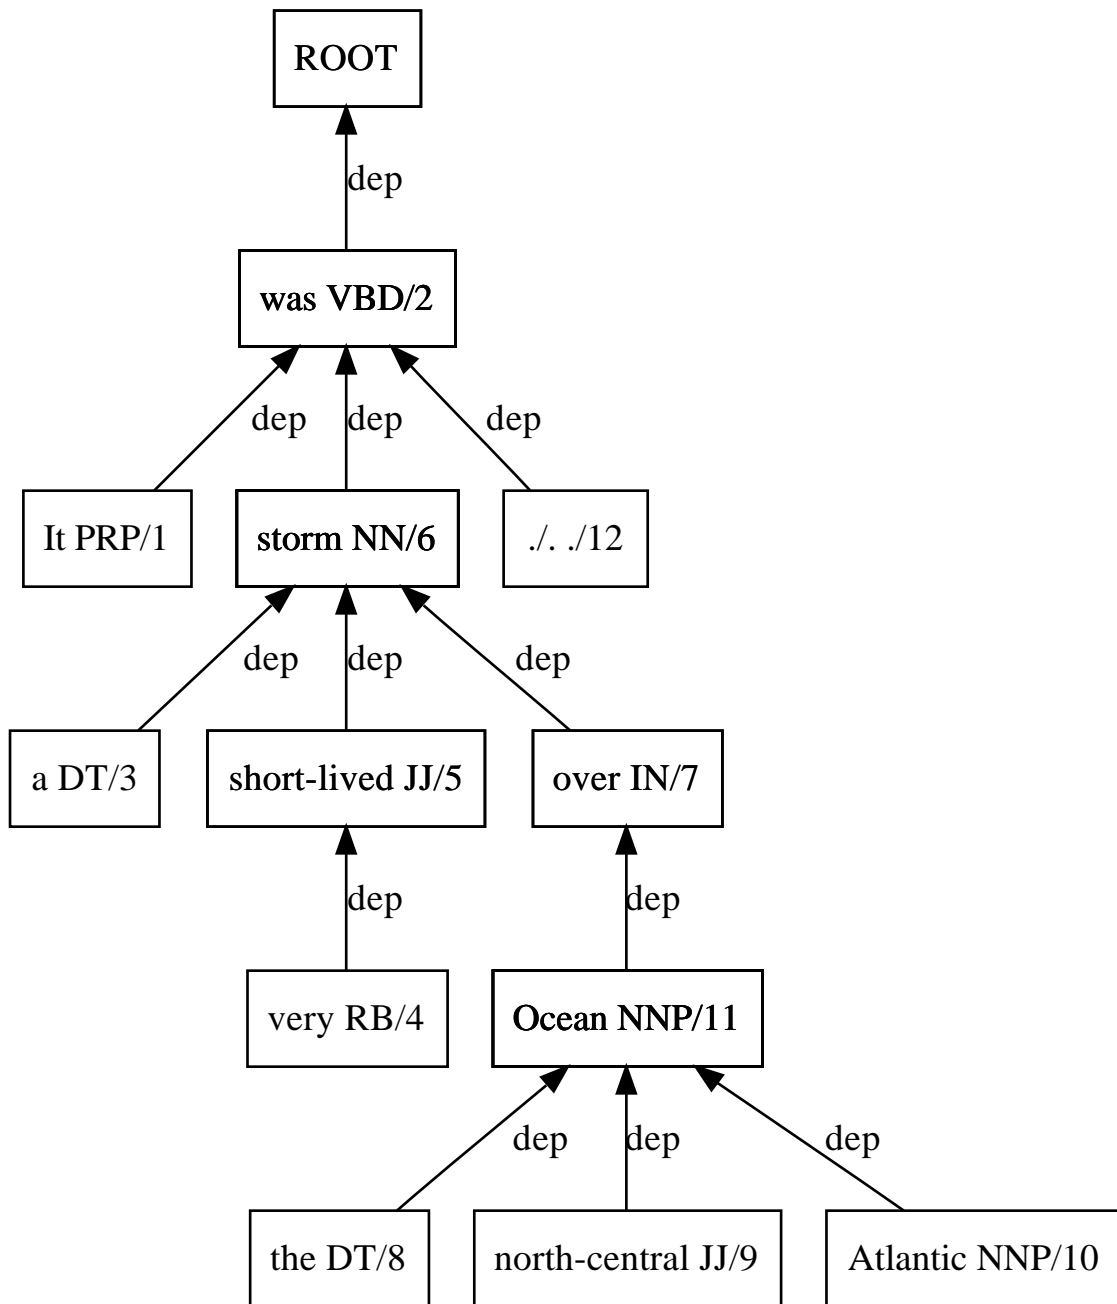 ROOT
dep
was VBD/2
dep dep dep
It PRP/1 storm NN/6 ./. ./12
dep dep dep
a DT/3 short-lived JJ/5 over IN/7
dep dep
very RB/4 Ocean NNP/11
dep dep dep
the DT/8 north-central JJ/9 Atlantic NNP/10